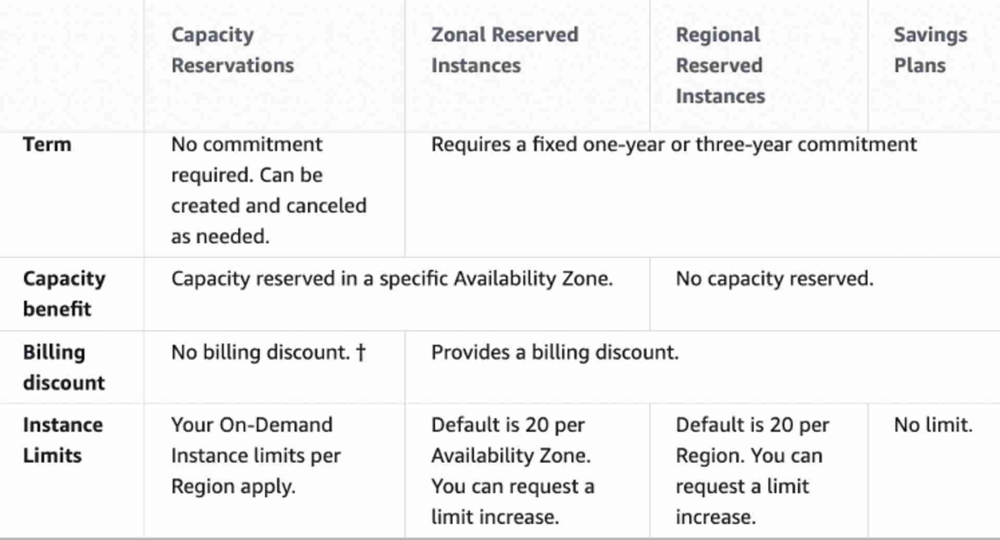 Capacity
Reservations
Zonal Reserved
Instances
Regional
Reserved
Instances
Savings
Plans
Term
No commitment
required. Can be
created and canceled
as needed.
Requires a fixed one-year or three-year commitment
Capacity
benefit
Capacity reserved in a specific Availability Zone.
No capacity reserved.
Billing
discount
No billing discount. †
Provides a billing discount.
Instance
Limits
Your On-Demand
Instance limits per
Region apply.
Default is 20 per
Availability Zone.
You can request a
limit increase.
Default is 20 per
Region. You can
request a limit
increase.
No limit.